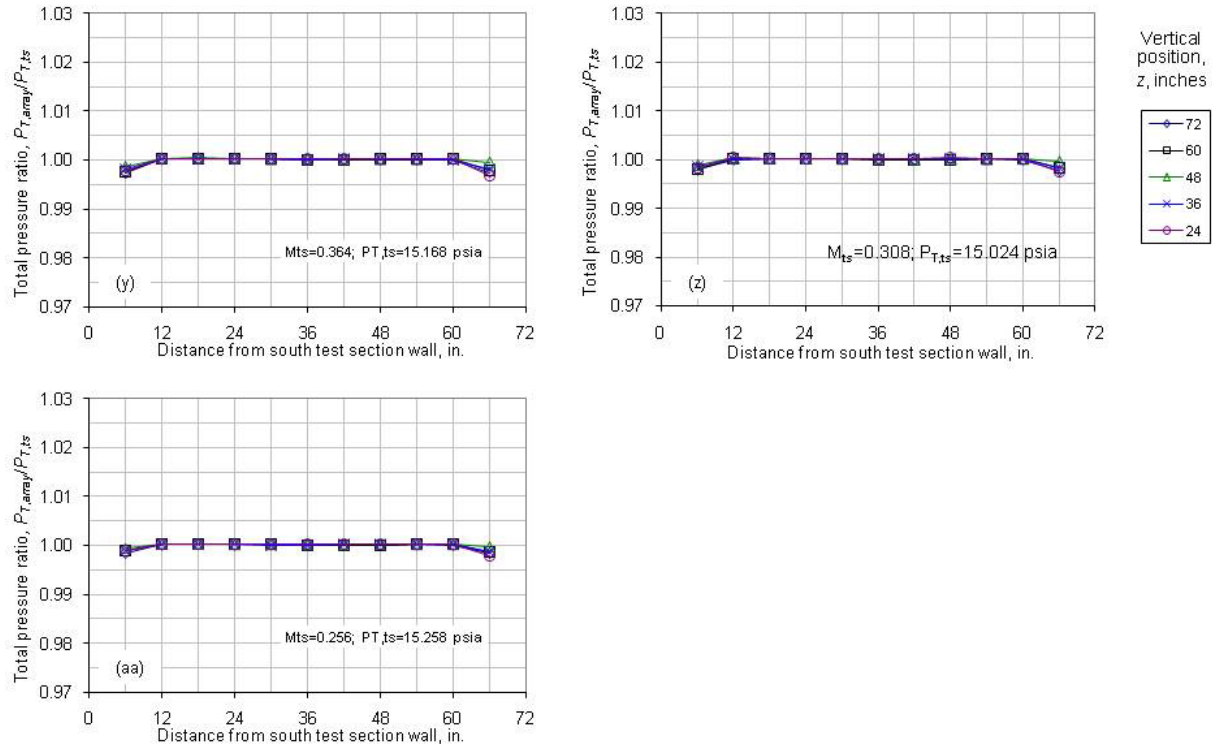 Total pressure ratio, PT,array/PT,ts
1.03
1.02
1.01
1.00
0.99
0.98
0.97
Mts=0.364; PT,ts=15.168 psia
(y)
0 12 24 36 48 60 72
Distance from south test section wall, in.
Total pressure ratio, PT,array/PT,ts
1.03
1.02
1.01
1.00
0.99
0.98
0.97
Mts=0.308; PT,ts=15.024 psia
(z)
0 12 24 36 48 60 72
Distance from south test section wall, in.
Vertical
position,
z, inches
72
60
48
36
24
Total pressure ratio, PT,array/PT,ts
1.03
1.02
1.01
1.00
0.99
0.98
0.97
Mts=0.256; PT,ts=15.258 psia
(aa)
0 12 24 36 48 60 72
Distance from south test section wall, in.